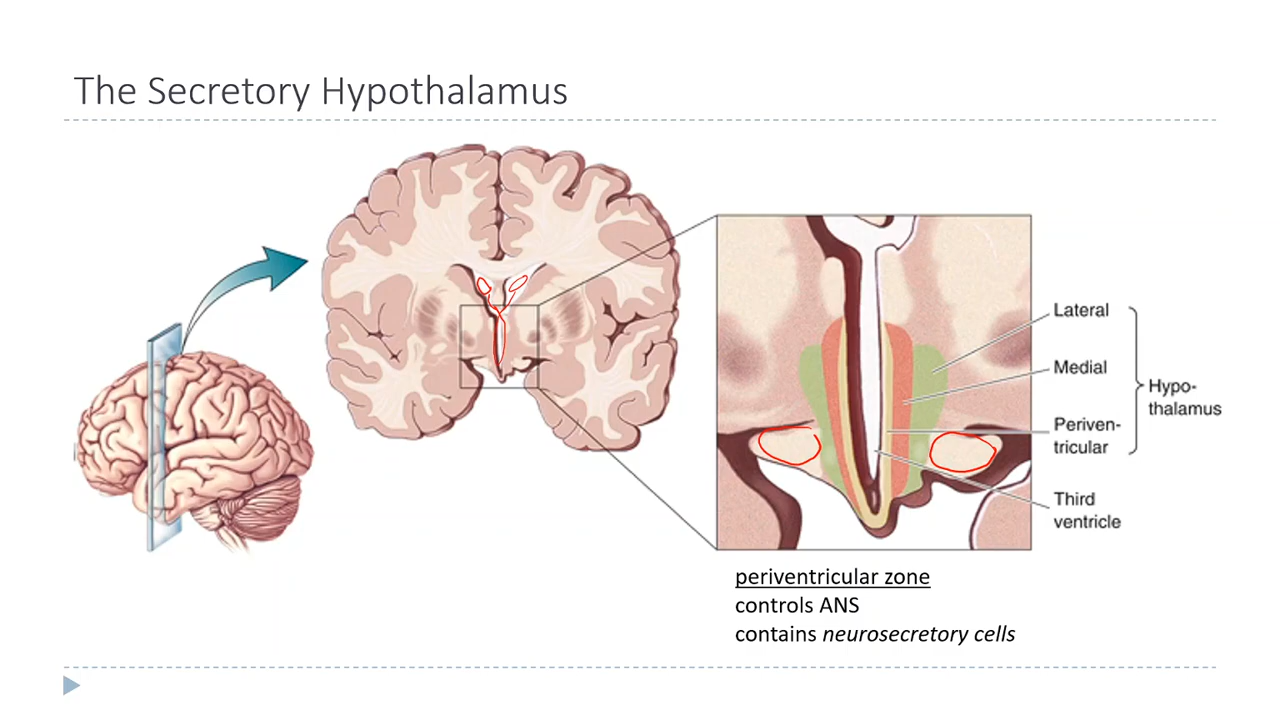 The Secretory Hypothalamus
Lateral
Medial
Hypo-
thalamus
Periven-
tricular
Third
ventricle
periventricular zone
controls ANS
contains neurosecretory cells